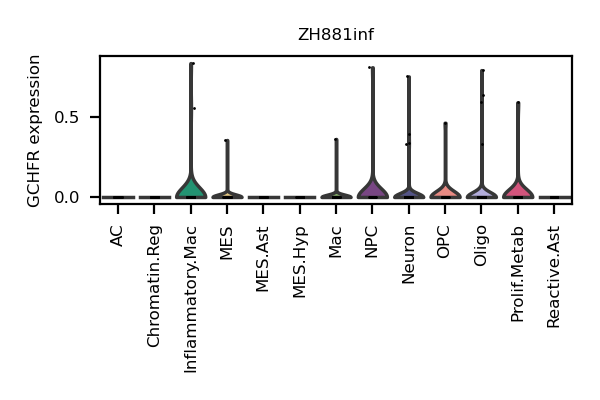 ZH881inf
GCHFR expression
0.5
0.0
AC
Chromatin.Reg
Inflammatory.Mac
MES
MES.Ast
MES.Hyp
Mac
NPC
Neuron
OPC
Oligo
Prolif.Metab
Reactive.Ast